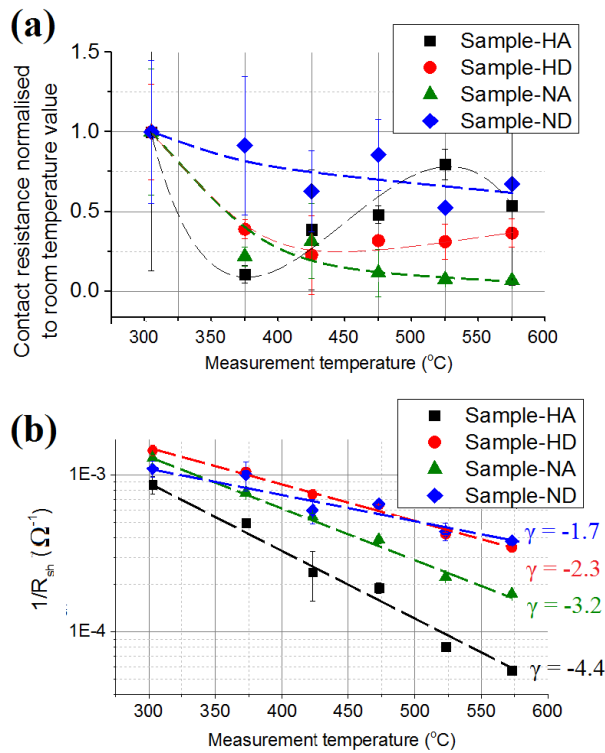 (a)
Sample-HA
Sample-HD
Sample-NA
Sample-ND
Contact resistance normalised
to room temperature value
1.5
1.0
0.5
0.0
300 350 400 450 500 550 600
Measurement temperature (°C)
(b)
Sample-HA
Sample-HD
Sample-NA
Sample-ND
1/Rsh (Ω-1)
1E-3
1E-4
γ = -1.7
γ = -2.3
γ = -3.2
γ = -4.4
300 350 400 450 500 550 600
Measurement temperature (°C)